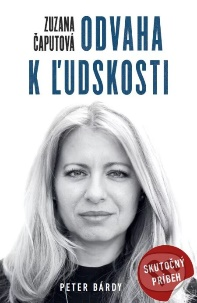 ZUZANA
ČAPUTOVÁ
ODVAHA
K ĽUDSKOSTI
SKUTOČNÝ
PRÍBEH
PETER BÁRDY